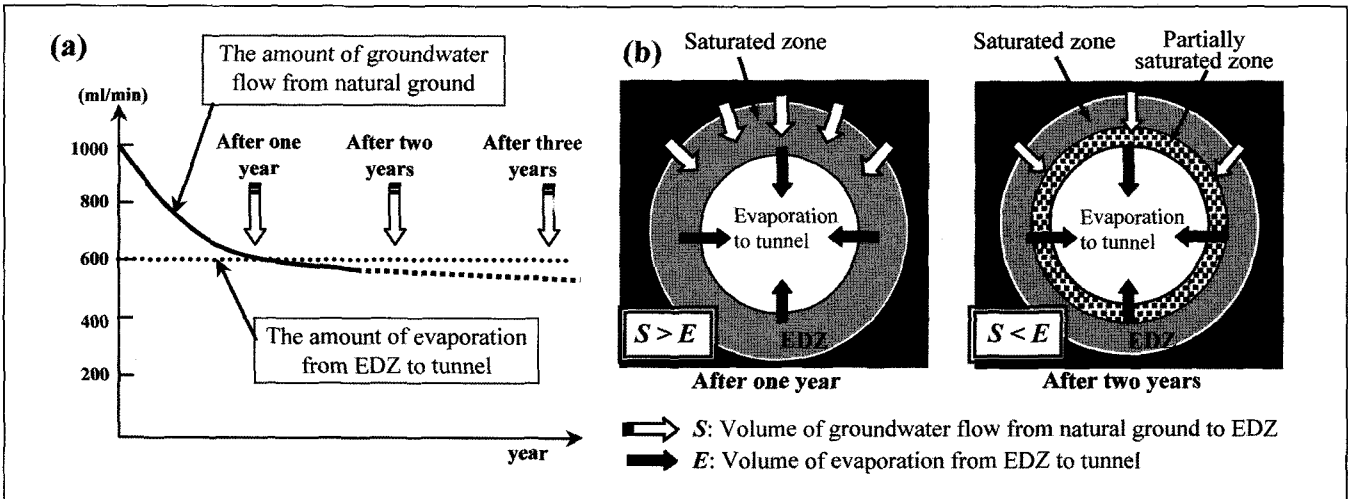 (a)
The amount of groundwater
flow from natural ground
(ml/min)
1000
800
600
400
200
After one
year
After two
years
After three
years
The amount of evaporation
from EDZ to tunnel
year
(b)
Saturated zone
Evaporation
to tunnel
S > E
EDZ
After one year
Saturated zone
Partially
saturated zone
Evaporation
to tunnel
S < E
EDZ
After two years
S: Volume of groundwater flow from natural ground to EDZ
E: Volume of evaporation from EDZ to tunnel